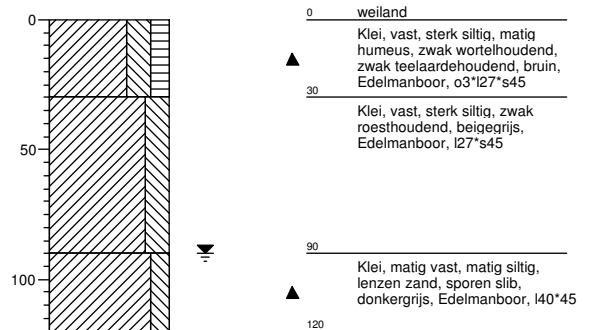 0
50
100
0 weiland
Klei, vast, sterk siltig, matig
humeus, zwak wortelhoudend,
zwak teelaardehoudend, bruin,
Edelmanboor, o3*l27*s45
30
Klei, vast, sterk siltig, zwak
roesthoudend, beigegrijs,
Edelmanboor, l27*s45
90
Klei, matig vast, matig siltig,
lenzen zand, sporen slib,
donkergrijs, Edelmanboor, l40*45
120